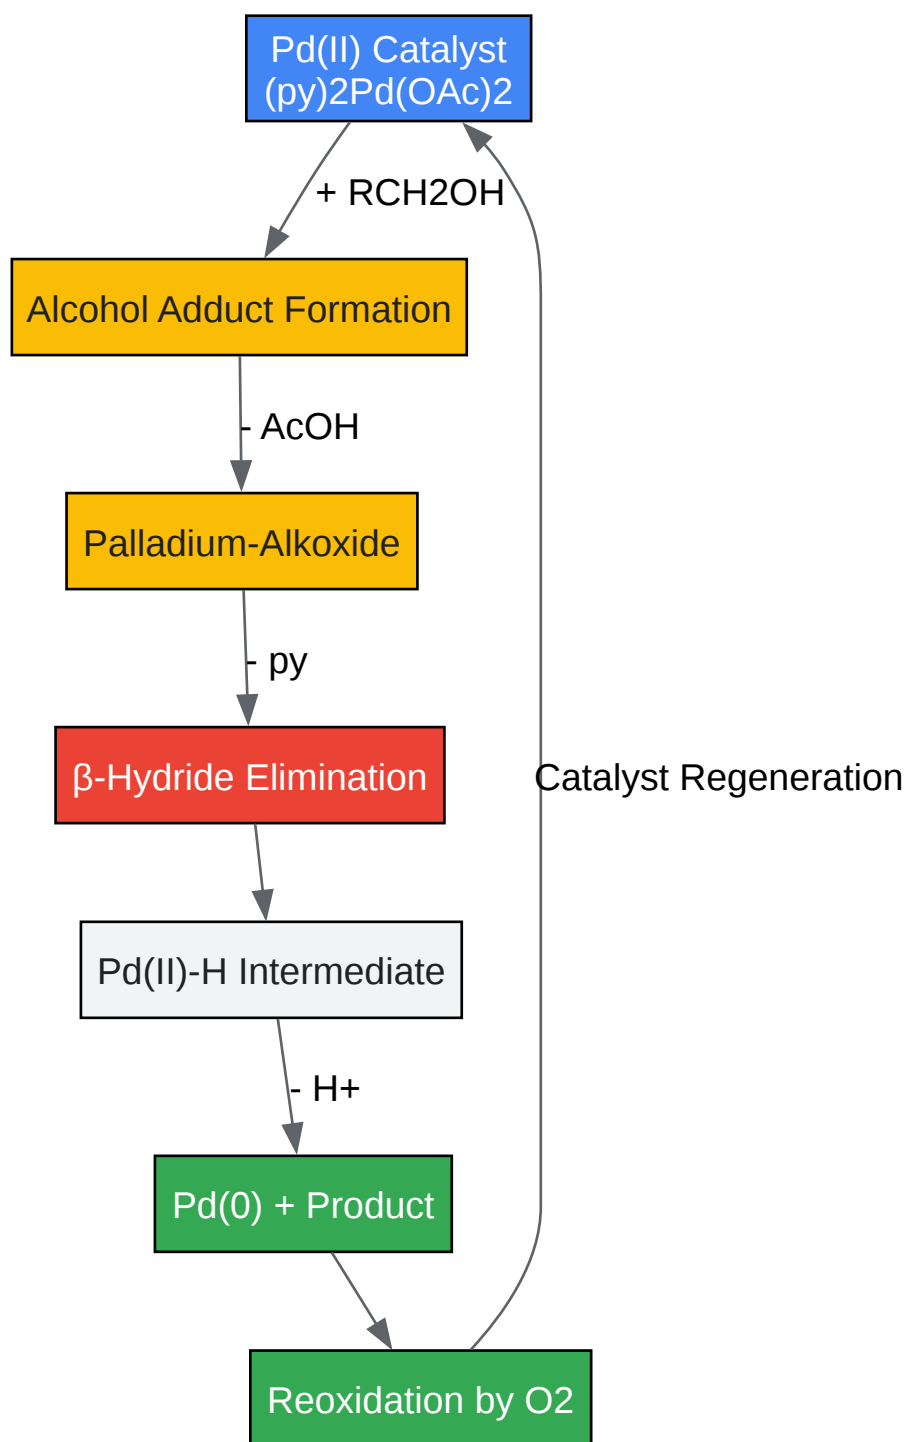 Pd(II) Catalyst
(py)2Pd(OAc)2
+ RCH2OH
Alcohol Adduct Formation
- AcOH
Palladium-Alkoxide
- py
β-Hydride Elimination
Catalyst Regeneration
Pd(II)-H Intermediate
- H+
Pd(0) + Product
Reoxidation by O2